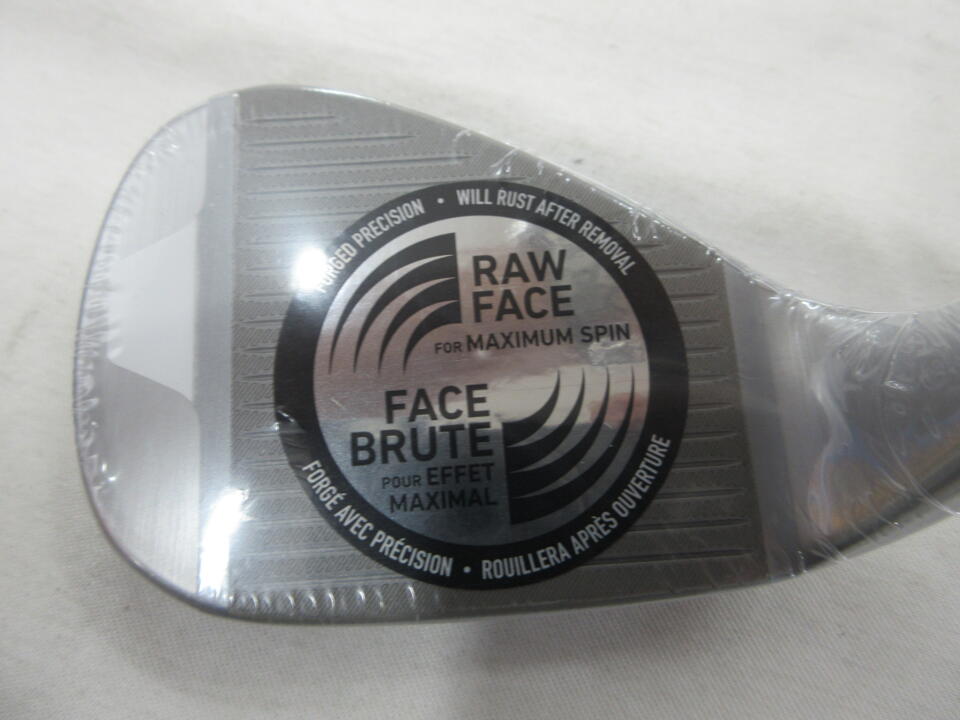 FORGED PRECISION • WILL RUST AFTER REMOVAL
RAW
FACE
FOR MAXIMUM SPIN
FACE
BRUTE
POUR EFFET
MAXIMAL
FORGÉ AVEC PRÉCISION • ROUILLERA APRÈS OUVERTURE